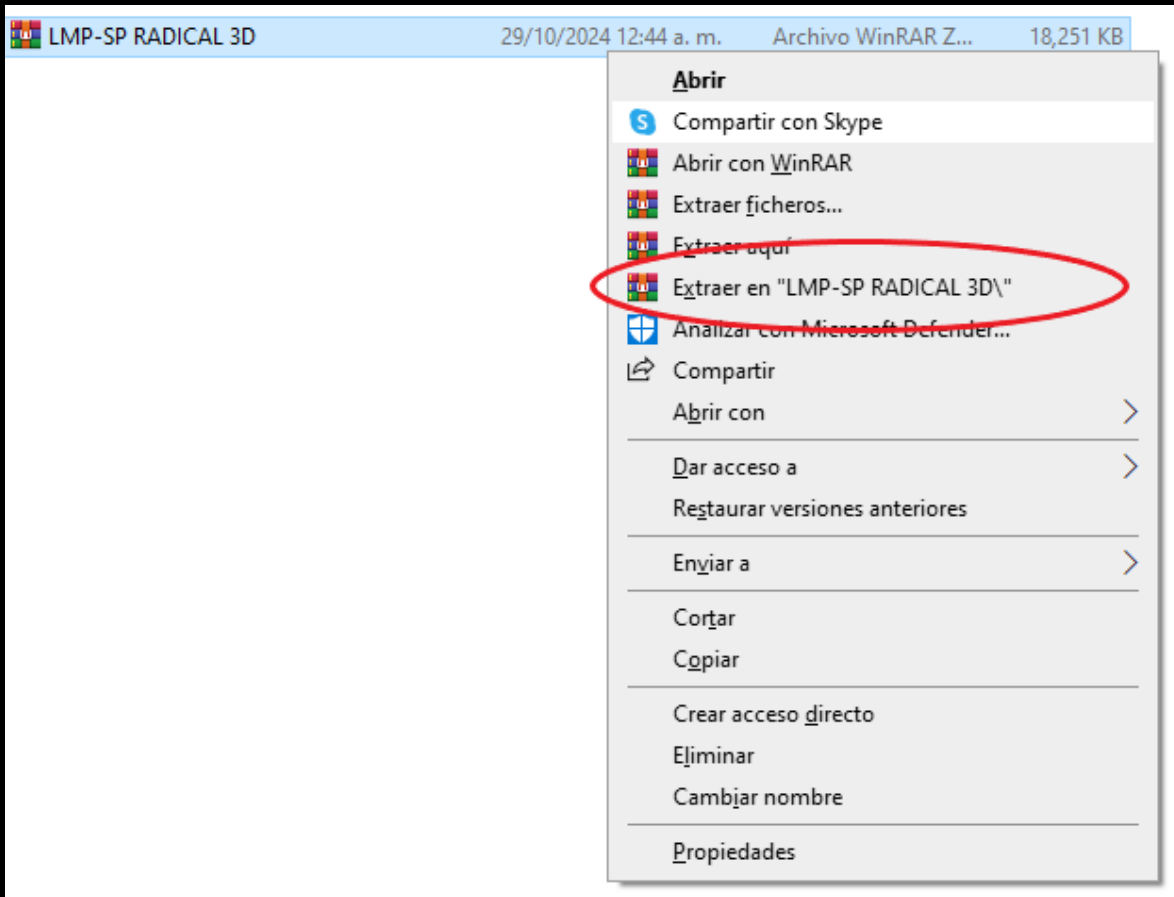 LMP-SP RADICAL 3D 29/10/2024 12:44 a. m. Archivo WinRAR Z... 18,251 KB
Abrir
Compartir con Skype
Abrir con WinRAR
Extraer ficheros...
Extraer aquí
Extraer en "LMP-SP RADICAL 3D\"
Analizar con Microsoft Defender...
Compartir
Abrir con
Dar acceso a
Restaurar versiones anteriores
Enviar a
Cortar
Copiar
Crear acceso directo
Eliminar
Cambiar nombre
Propiedades